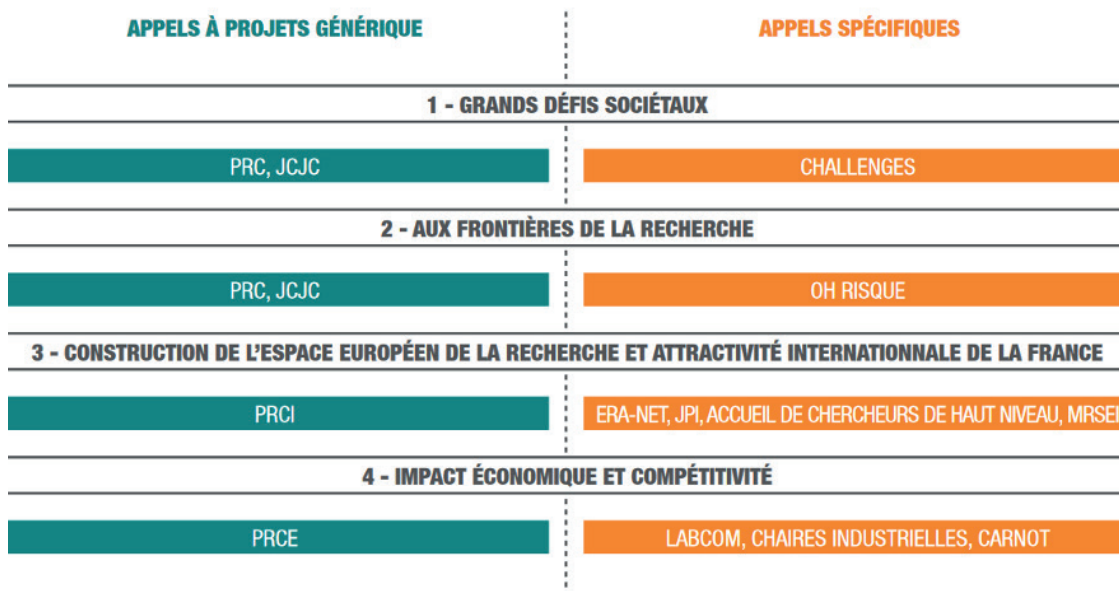 APPELS À PROJETS GÉNÉRIQUE
APPELS SPÉCIFIQUES
1 - GRANDS DÉFIS SOCIÉTAUX
PRC, JCJC
CHALLENGES
2 - AUX FRONTIÈRES DE LA RECHERCHE
PRC, JCJC
OH RISQUE
3 - CONSTRUCTION DE L'ESPACE EUROPÉEN DE LA RECHERCHE ET ATTRACTIVITÉ INTERNATIONNALE DE LA FRANCE
PRCI
ERA-NET, JPI, ACCUEIL DE CHERCHEURS DE HAUT NIVEAU, MRSEI
4 - IMPACT ÉCONOMIQUE ET COMPÉTITIVITÉ
PRCE
LABCOM, CHAIRES INDUSTRIELLES, CARNOT